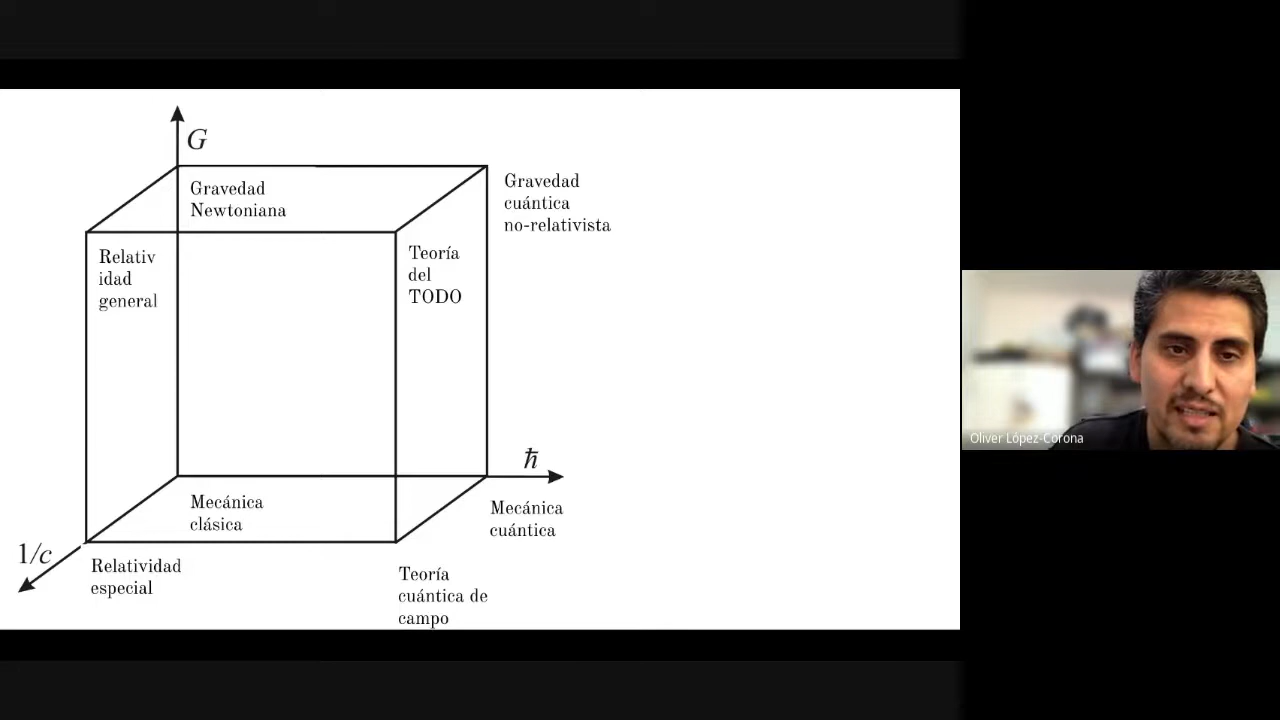 G
Gravedad
Newtoniana
Gravedad
cuántica
no-relativista
Relativ
idad
general
Teoría
del
TODO
ħ
Mecánica
clásica
Mecánica
cuántica
1/c
Relatividad
especial
Teoría
cuántica de
campo
Oliver López-Corona